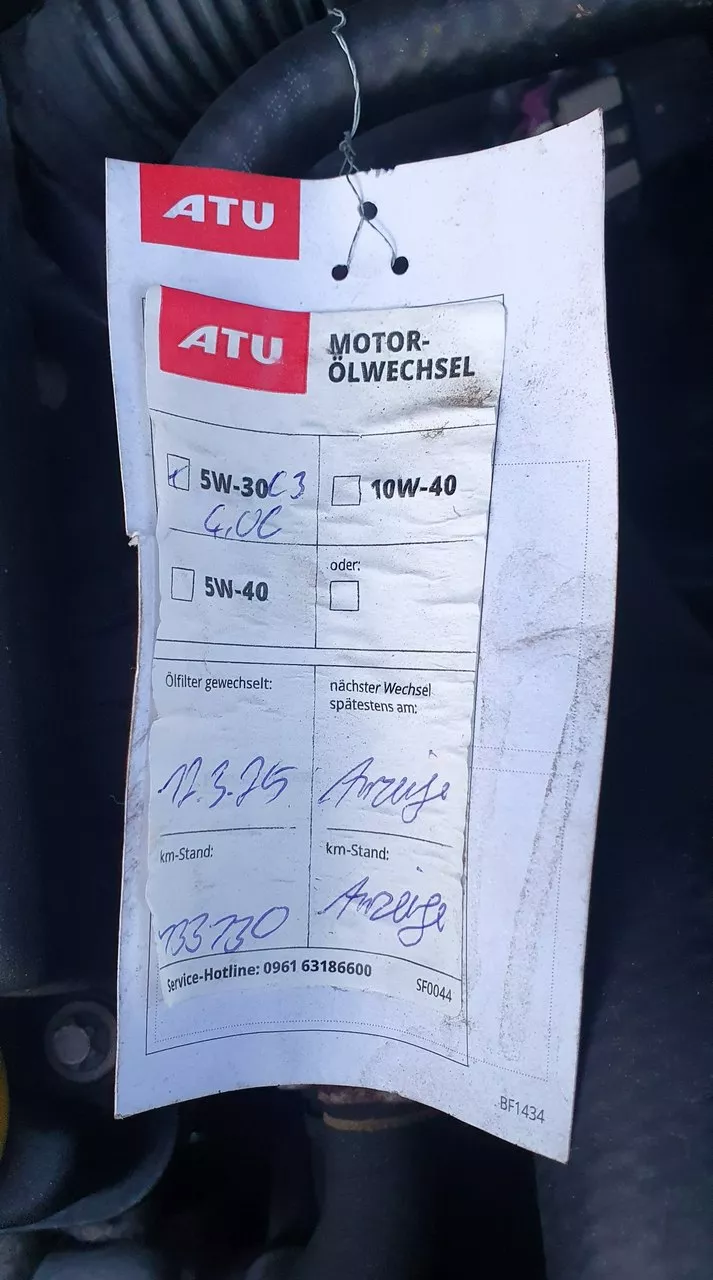 ATU
ATU
MOTOR-
ÖLWECHSEL
5W-30 C3
4,0l
10W-40
5W-40
oder:
Ölfilter gewechselt:
nächster Wechsel
spätestens am:
12.3.25
Anzeige
km-Stand:
km-Stand:
133130
Anzeige
Service-Hotline: 0961 63186600
SF0044
BF1434